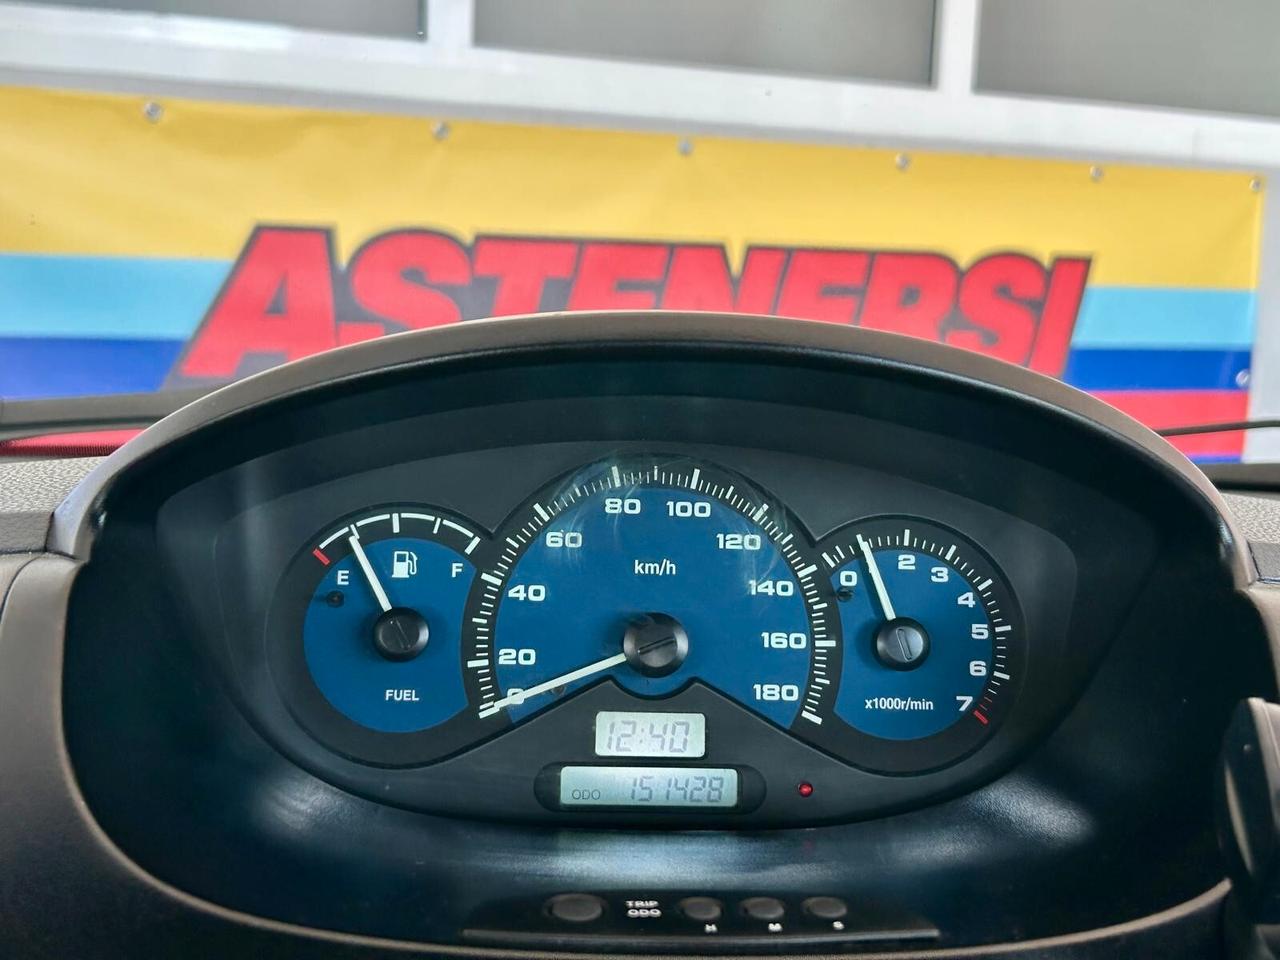 ASTENERSI
80 100
60 120
km/h
E F 0 2 3
40 140 4
5
20 160 6
FUEL 0 180 x1000r/min 7
12:40
ODO 151428
TRIP
ODO
H M S